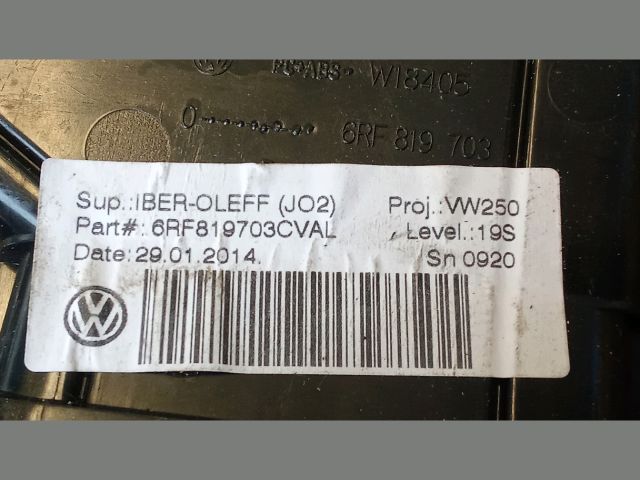 W18405
6RF 819 703
Sup.:IBER-OLEFF (JO2) Proj.:VW250
Part#: 6RF819703CVAL Level.:19S
Date:29.01.2014. Sn 0920